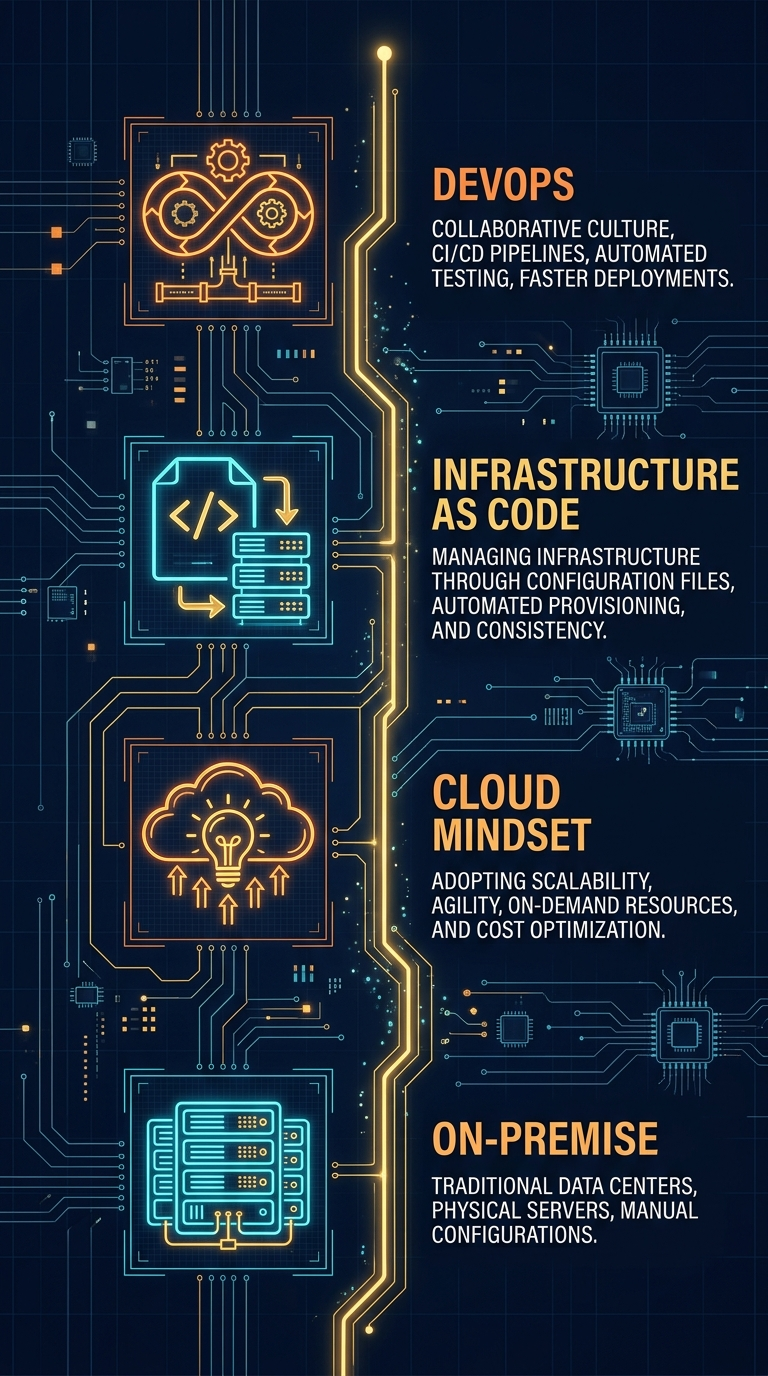 DEVOPS
COLLABORATIVE CULTURE,
CI/CD PIPELINES, AUTOMATED
TESTING, FASTER DEPLOYMENTS.
INFRASTRUCTURE
AS CODE
</>
MANAGING INFRASTRUCTURE
THROUGH CONFIGURATION FILES,
AUTOMATED PROVISIONING,
AND CONSISTENCY.
CLOUD
MINDSET
ADOPTING SCALABILITY,
AGILITY, ON-DEMAND RESOURCES,
AND COST OPTIMIZATION.
ON-PREMISE
TRADITIONAL DATA CENTERS,
PHYSICAL SERVERS, MANUAL
CONFIGURATIONS.